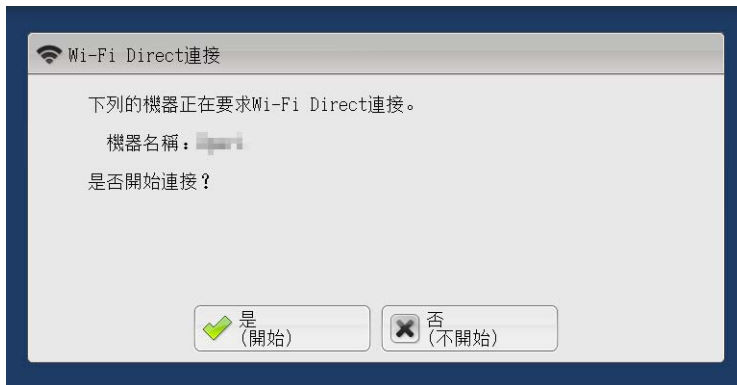 Wi-Fi Direct連接
下列的機器正在要求Wi-Fi Direct連接。
機器名稱：
是否開始連接？
是
(開始)
否
(不開始)